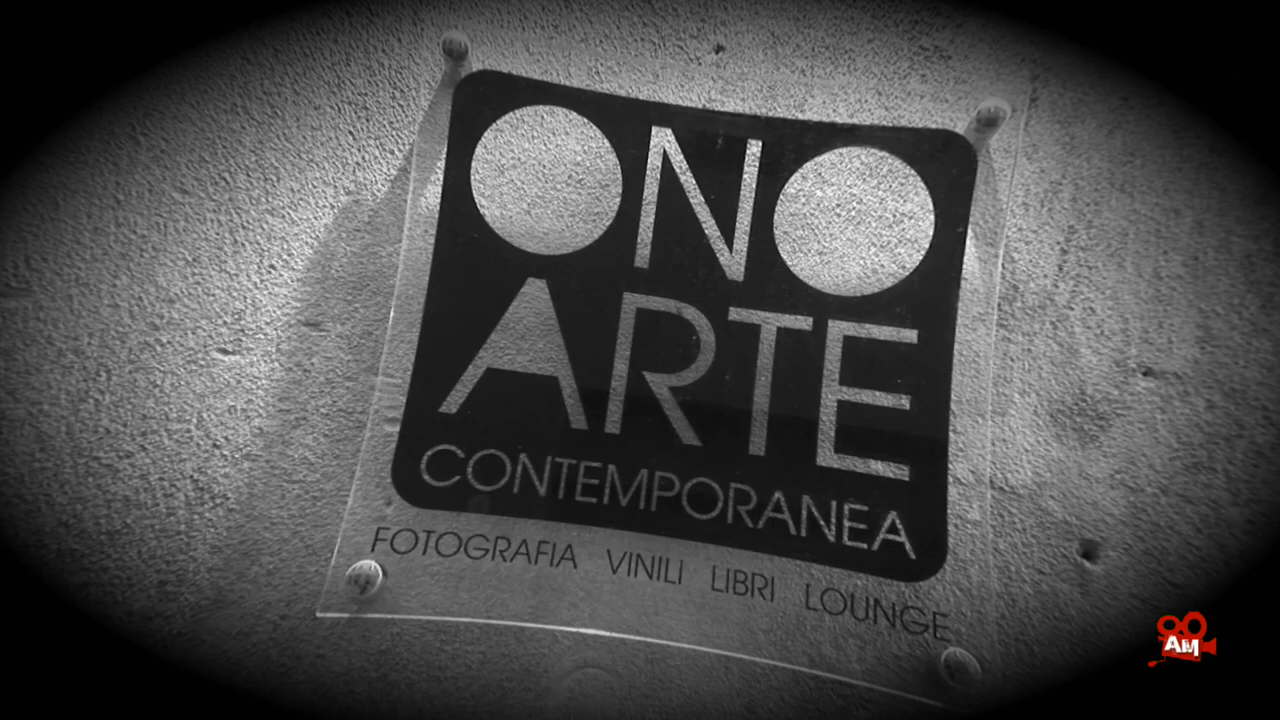 ONO
ARTE
CONTEMPORANEA
FOTOGRAFIA VINILI LIBRI LOUNGE
AM